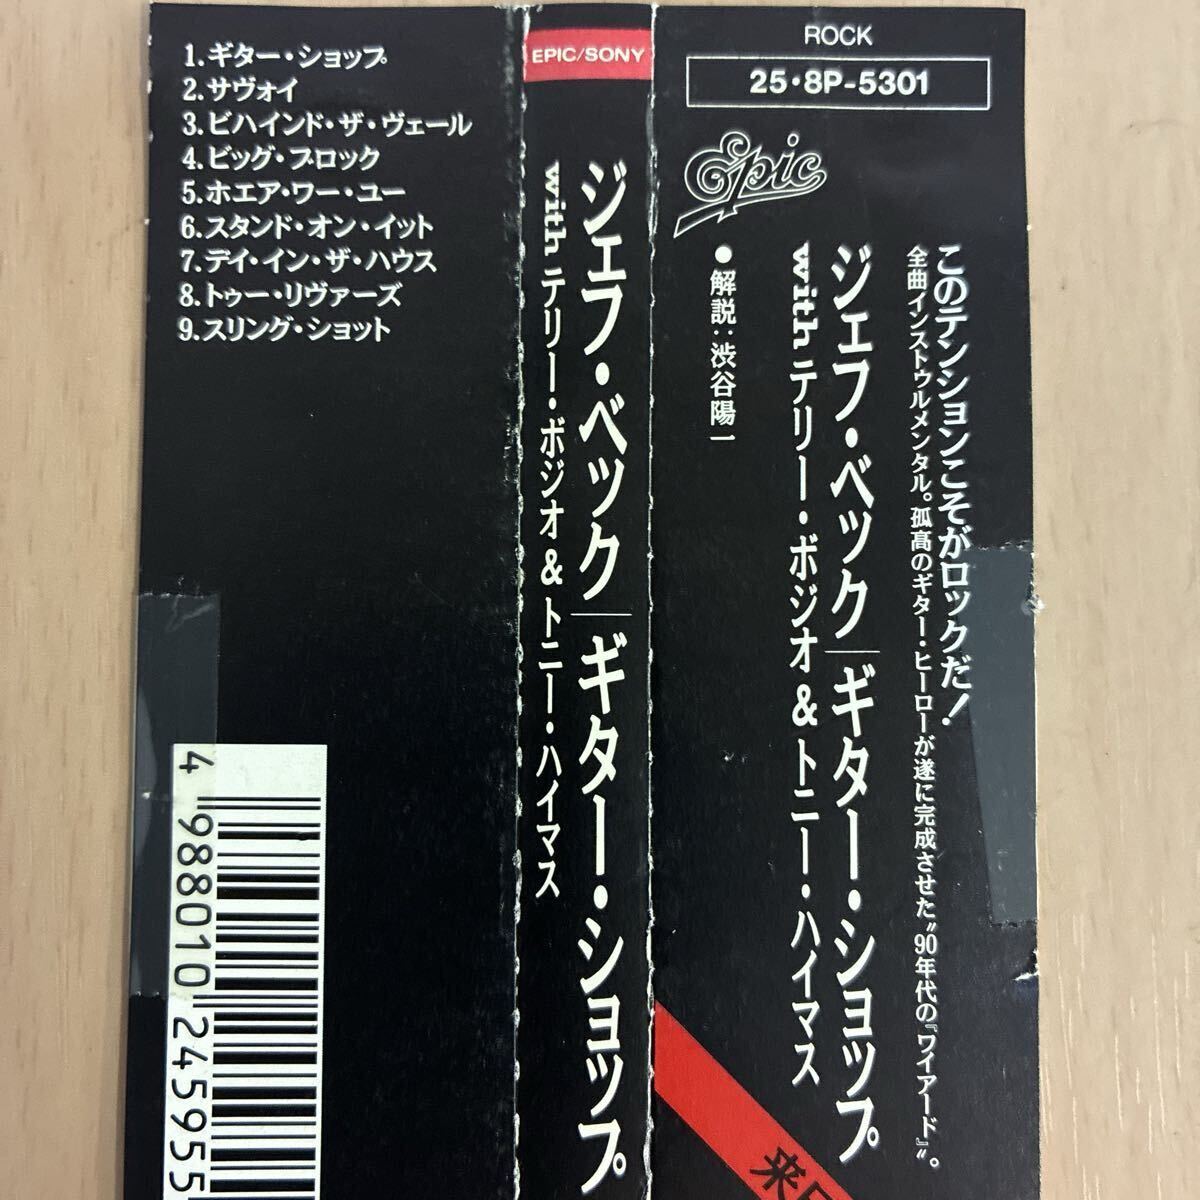 1.ギター・ショップ
2.サヴォイ
3.ビハインド・ザ・ヴェール
4.ビッグ・ブロック
5.ホエア・ワー・ユー
6.スタンド・オン・イット
7.デイ・イン・ザ・ハウス
8.トゥー・リヴァーズ
9.スリング・ショット
4 988010 245955
EPIC/SONY
ジェフ・ベック|ギター・ショップ
with テリー・ボジオ&トニー・ハイマス
ROCK
25・8P-5301
Epic
このテンションこそがロックだ!
全曲インストゥルメンタル。孤高のギター・ヒーローが遂に完成させた"90年代の『ワイアード』"。
ジェフ・ベック|ギター・ショップ
with テリー・ボジオ&トニー・ハイマス
●解説:渋谷陽一
来